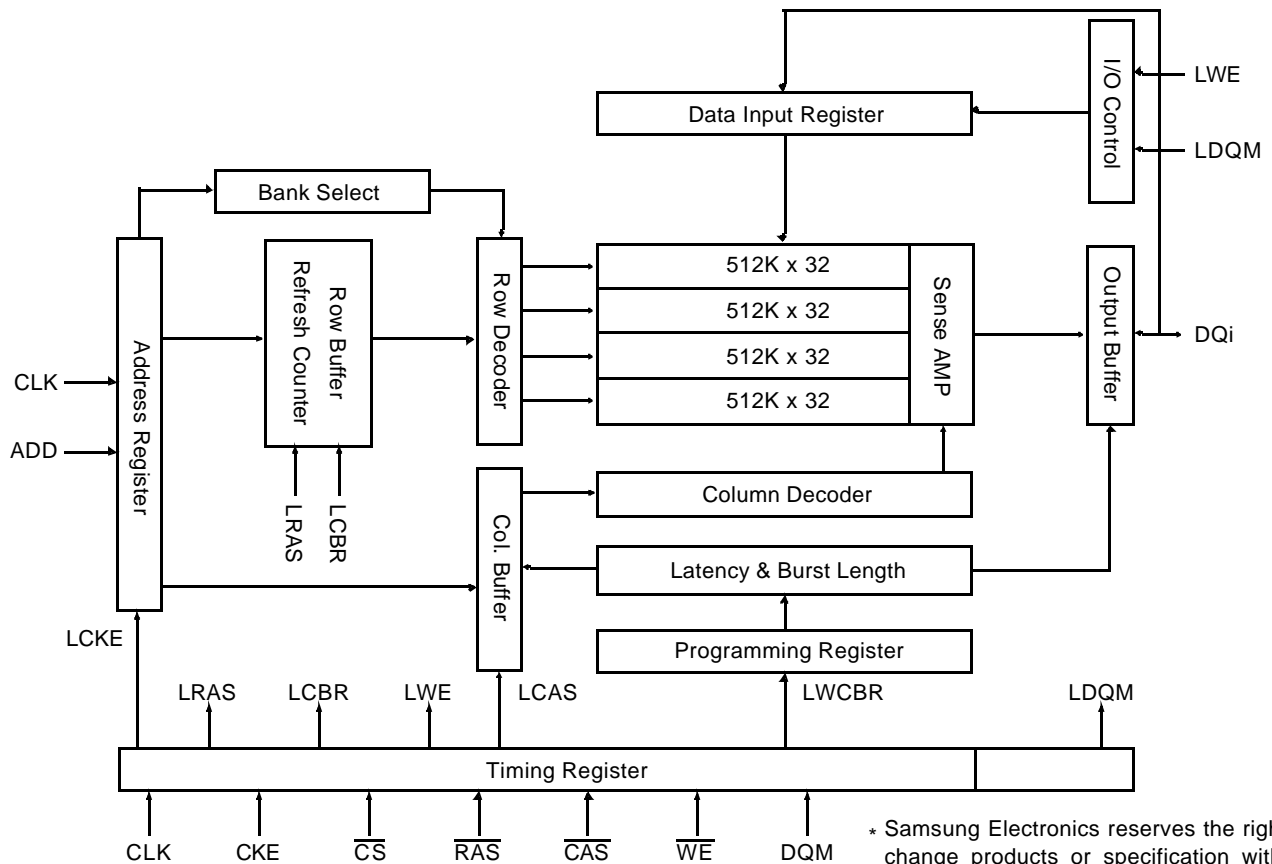 I/O Control
LWE
LDQM
Data Input Register
Bank Select
Address Register
CLK
ADD
Row Buffer
Refresh Counter
LRAS
LCBR
Row Decoder
512K x 32
512K x 32
512K x 32
512K x 32
Sense AMP
Output Buffer
DQi
Col. Buffer
Column Decoder
Latency & Burst Length
Programming Register
LCKE
LRAS
LCBR
LWE
LCAS
LWCBR
LDQM
Timing Register
CLK
CKE
CS
RAS
CAS
WE
DQM
* Samsung Electronics reserves the righ
change products or specification with